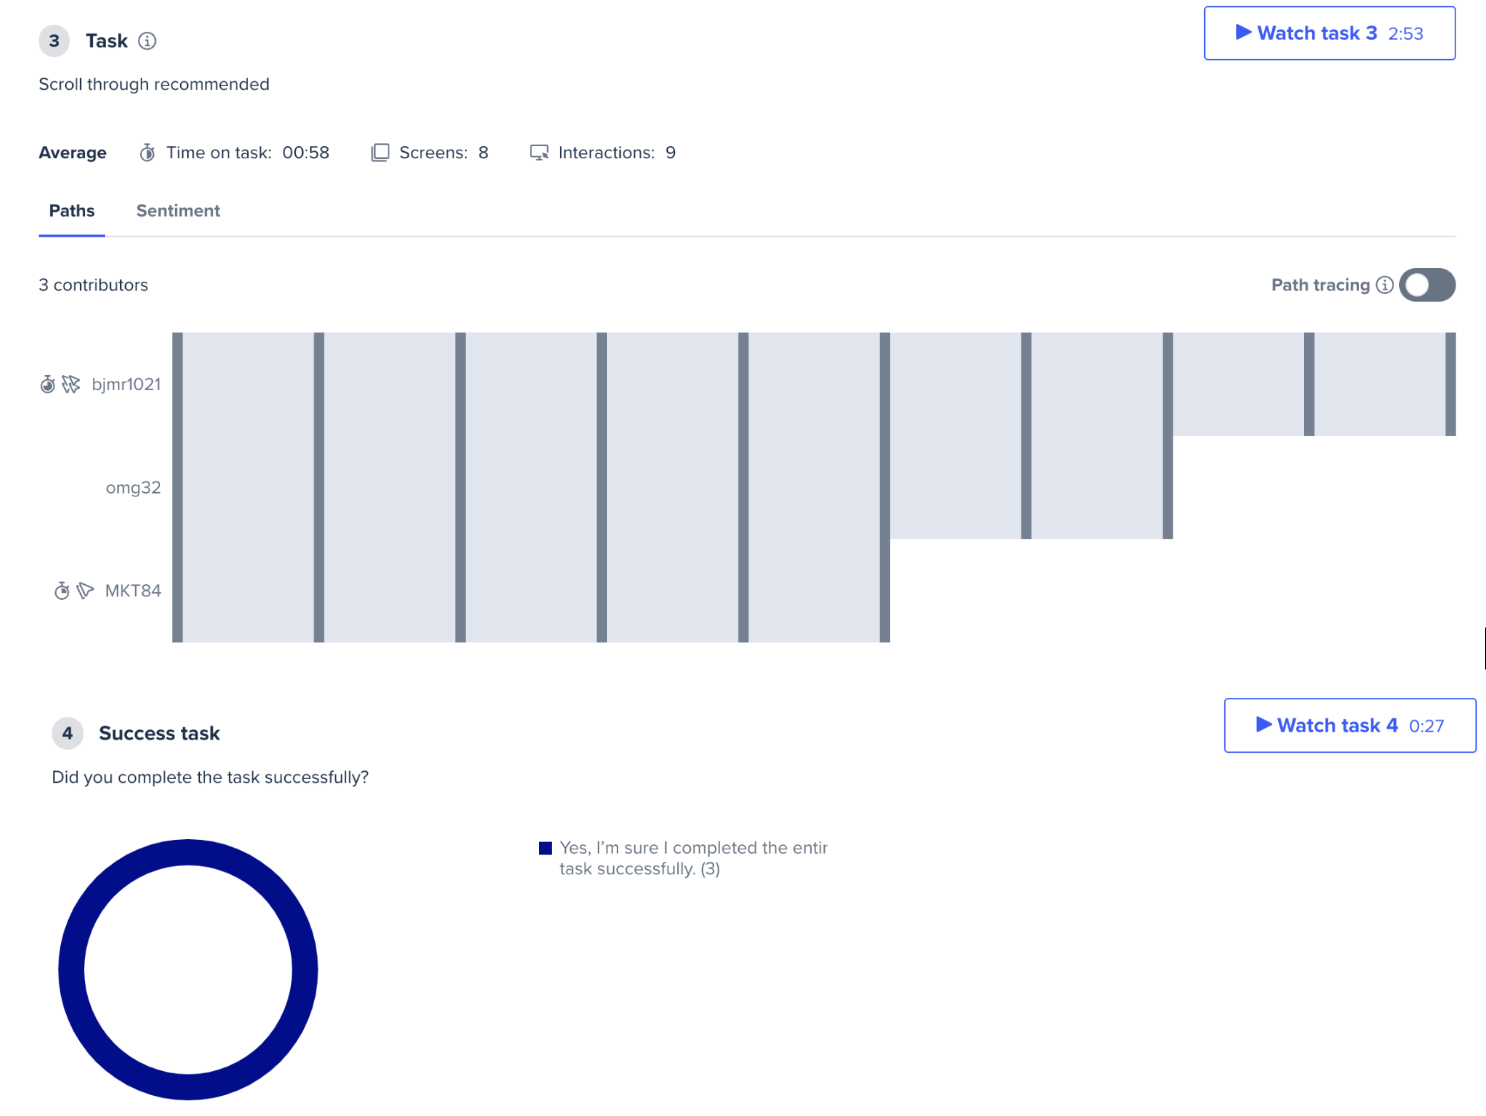 3 Task
Watch task 3 2:53
Scroll through recommended
Average Time on task: 00:58 Screens: 8 Interactions: 9
Paths Sentiment
3 contributors
Path tracing
bjmr1021
omg32
MKT84
4 Success task
Watch task 4 0:27
Did you complete the task successfully?
Yes, I'm sure I completed the entir
task successfully. (3)